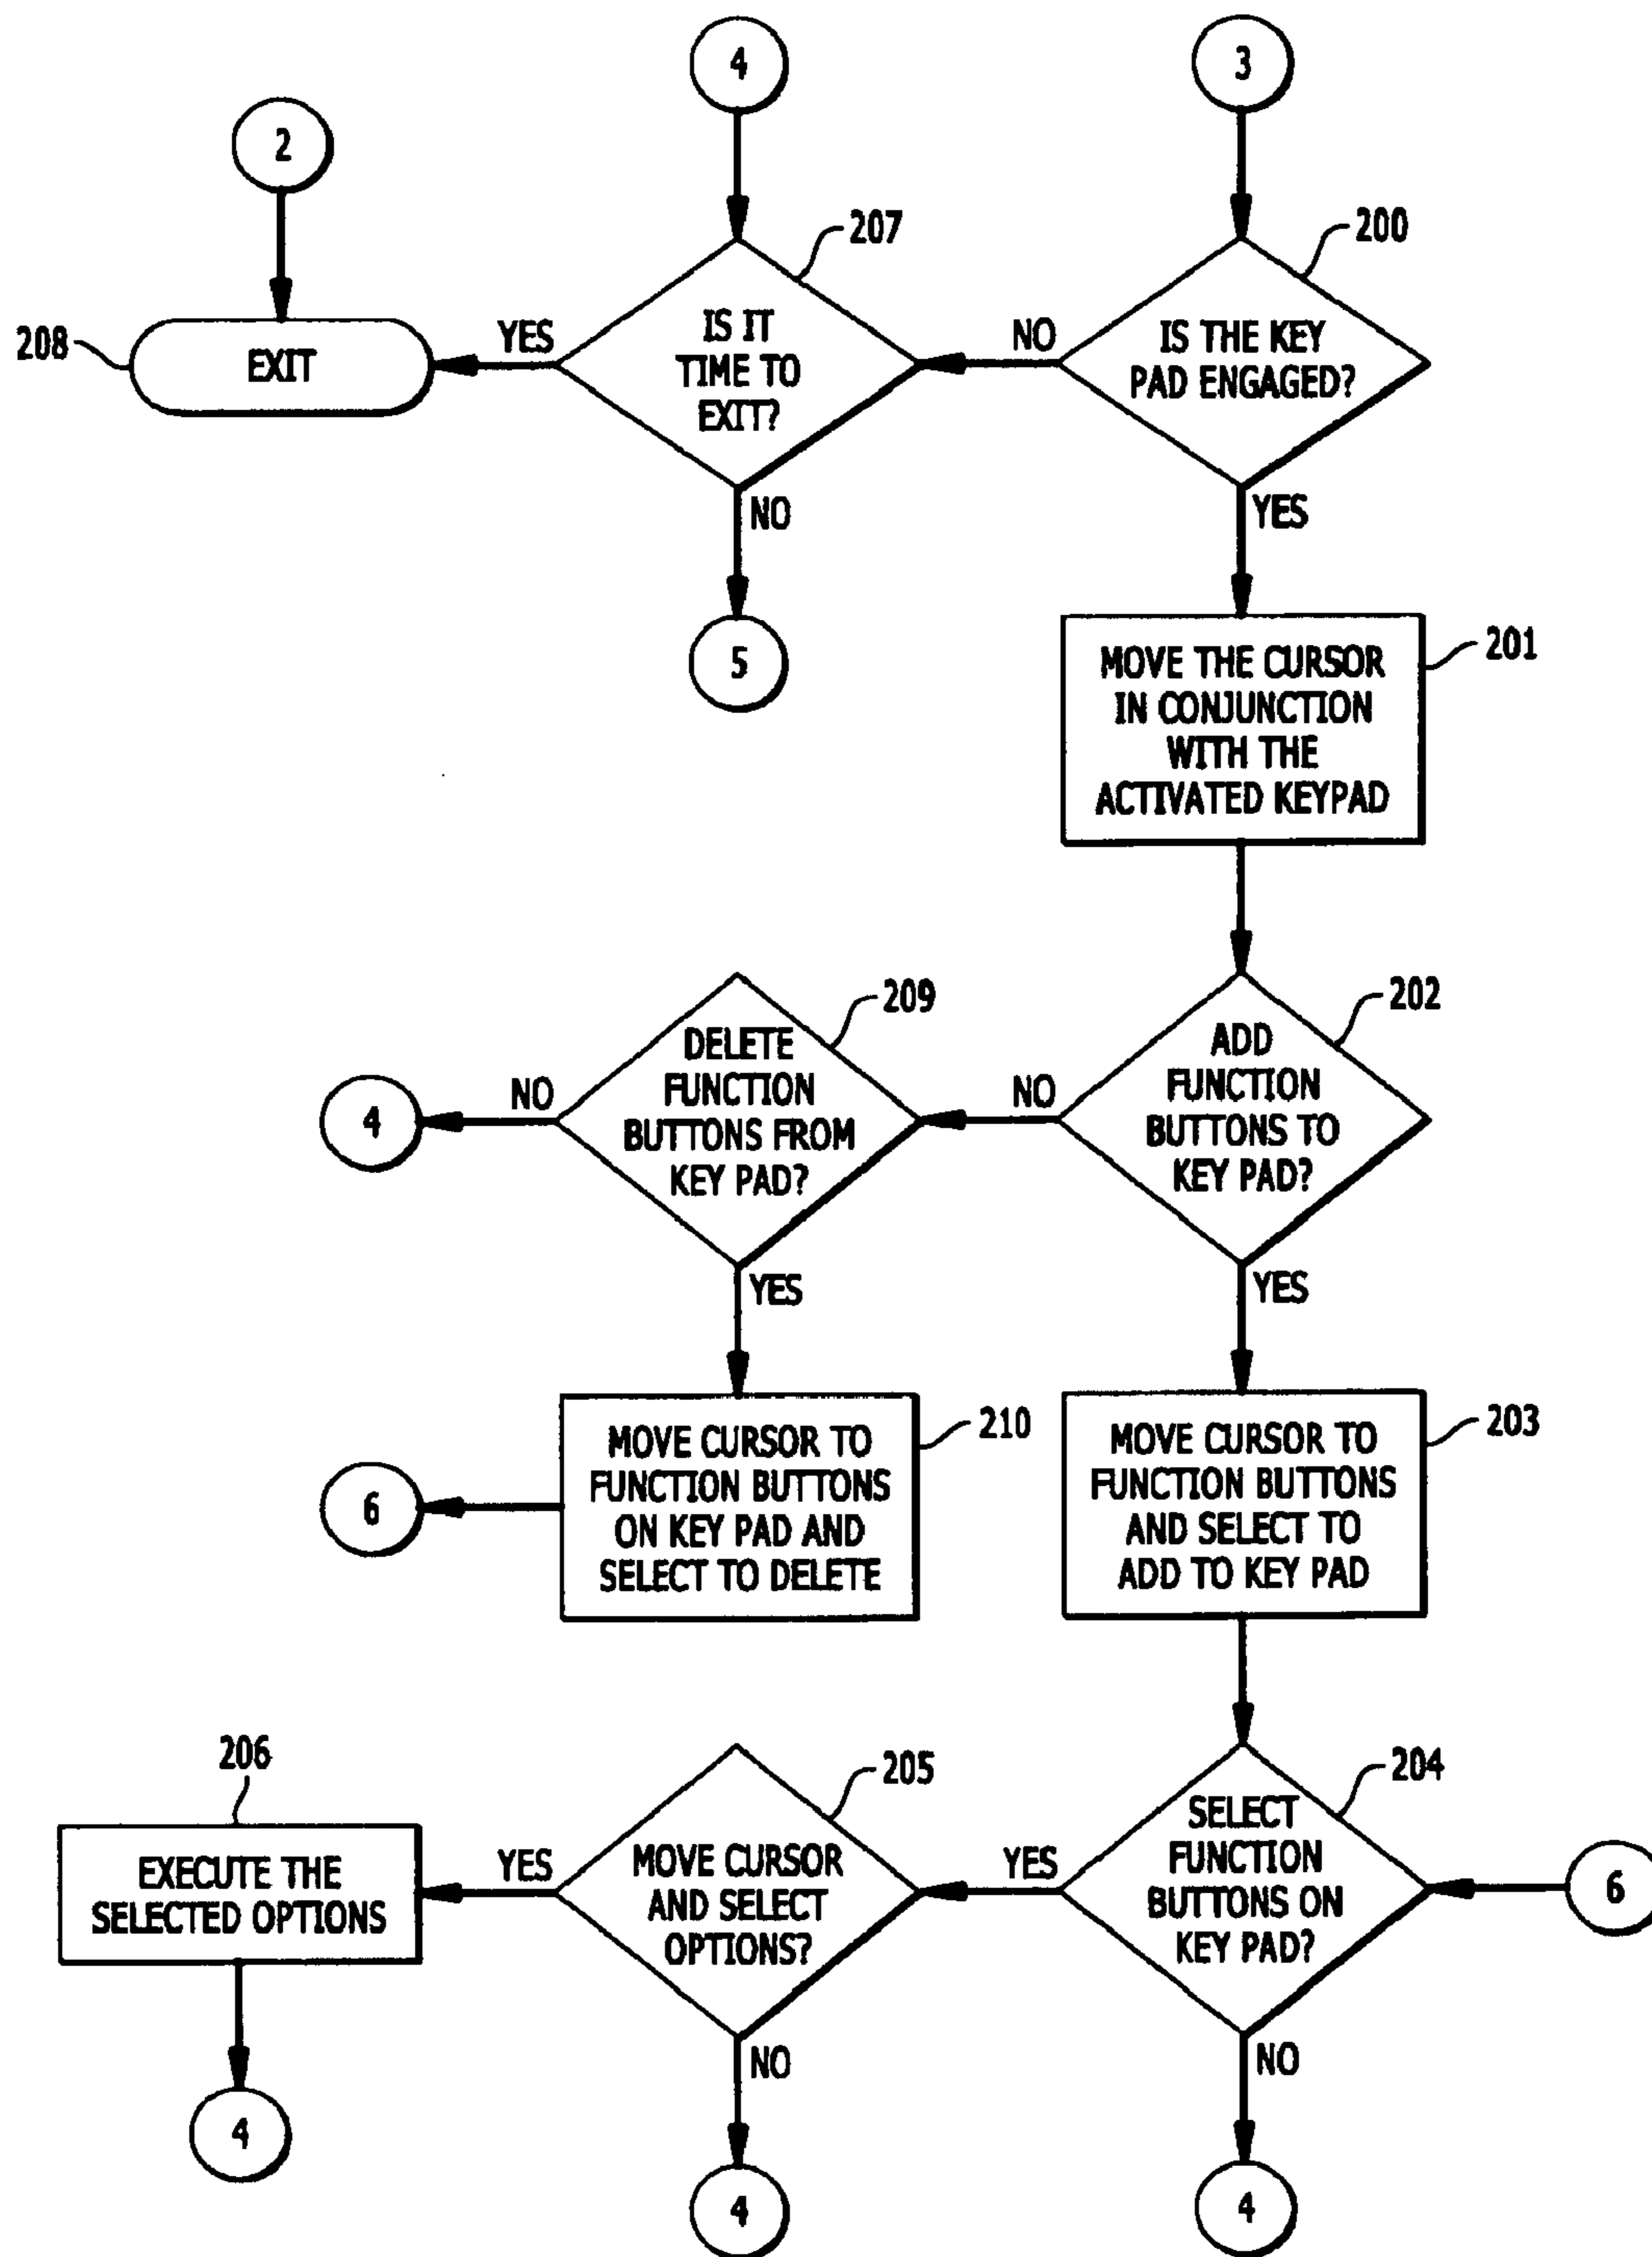 4
3
2
207
200
208
EXIT
YES
IS IT
TIME TO
EXIT?
NO
IS THE KEY
PAD ENGAGED?
NO
YES
5
MOVE THE CURSOR
IN CONJUNCTION
WITH THE
ACTIVATED KEYPAD
201
209
202
4
NO
DELETE
FUNCTION
BUTTONS FROM
KEY PAD?
NO
ADD
FUNCTION
BUTTONS TO
KEY PAD?
YES
YES
6
MOVE CURSOR TO
FUNCTION BUTTONS
ON KEY PAD AND
SELECT TO DELETE
210
MOVE CURSOR TO
FUNCTION BUTTONS
AND SELECT TO
ADD TO KEY PAD
203
206
205
204
EXECUTE THE
SELECTED OPTIONS
YES
MOVE CURSOR
AND SELECT
OPTIONS?
YES
SELECT
FUNCTION
BUTTONS ON
KEY PAD?
6
NO
NO
4
4
4